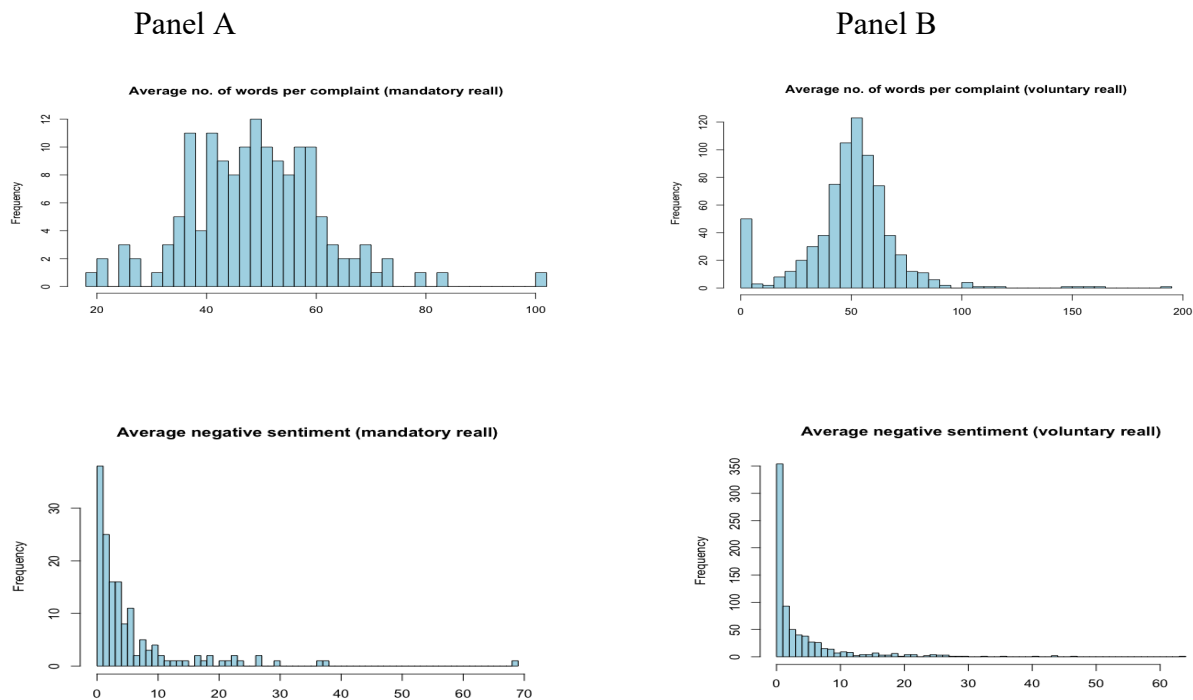 Panel A
Panel B
Average no. of words per complaint (mandatory reall)
Frequency
0 2 4 6 8 10 12
20 40 60 80 100
Average no. of words per complaint (voluntary reall)
Frequency
0 20 40 60 80 100 120
0 50 100 150 200
Average negative sentiment (mandatory reall)
Frequency
0 10 20 30
0 10 20 30 40 50 60 70
Average negative sentiment (voluntary reall)
Frequency
0 50 100 150 200 250 300 350
0 10 20 30 40 50 60